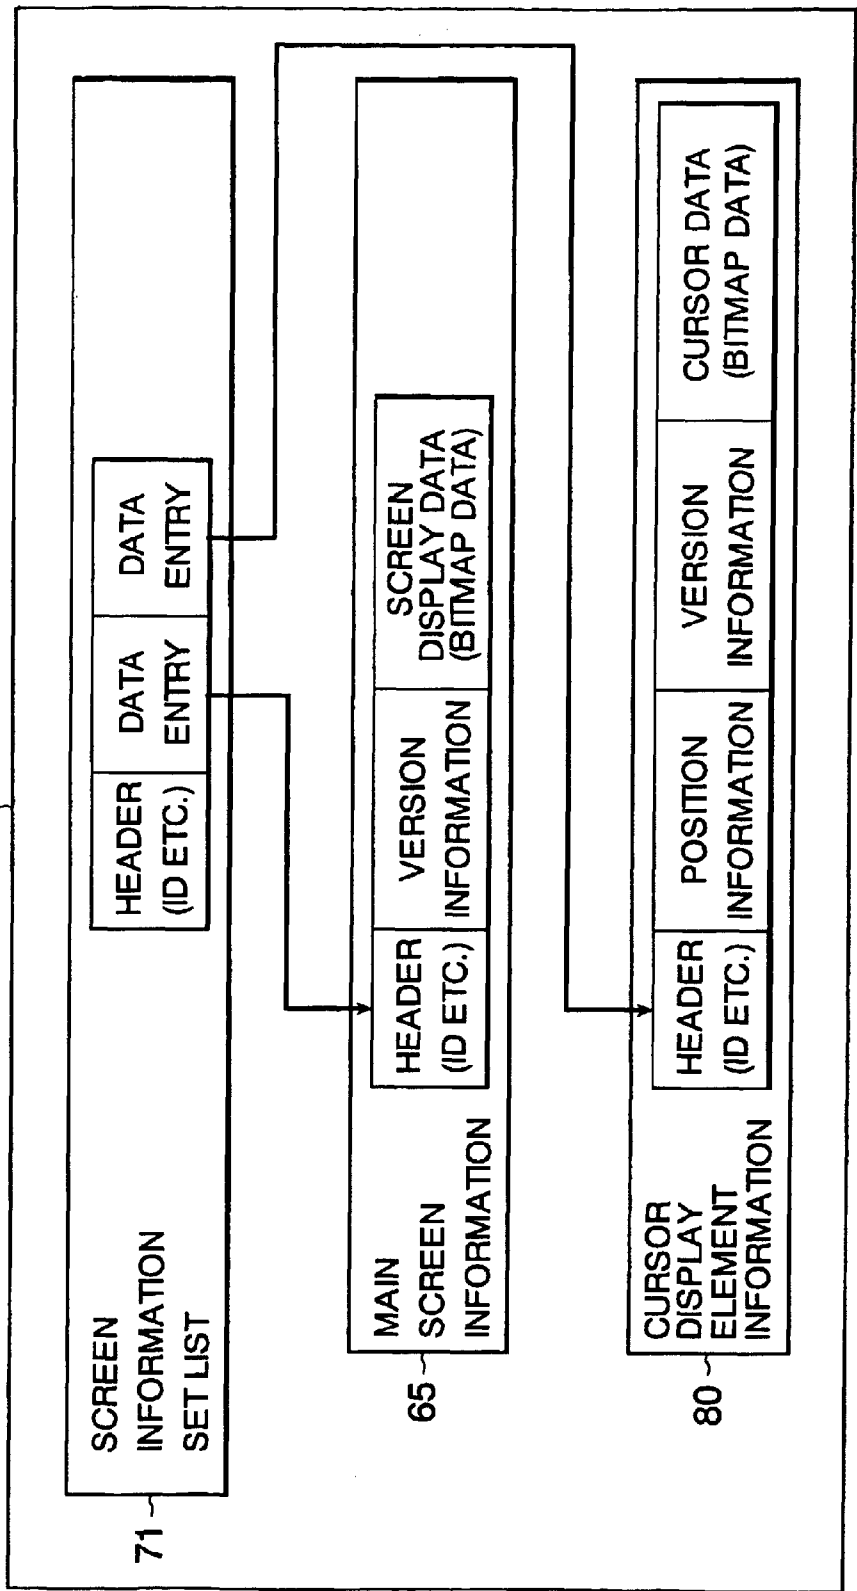 SCREEN
INFORMATION
SET LIST
HEADER
(ID ETC.)
DATA
ENTRY
DATA
ENTRY
71
MAIN
SCREEN
INFORMATION
HEADER
(ID ETC.)
VERSION
INFORMATION
SCREEN
DISPLAY DATA
(BITMAP DATA)
65
CURSOR
DISPLAY
ELEMENT
INFORMATION
HEADER
(ID ETC.)
POSITION
INFORMATION
VERSION
INFORMATION
CURSOR DATA
(BITMAP DATA)
80